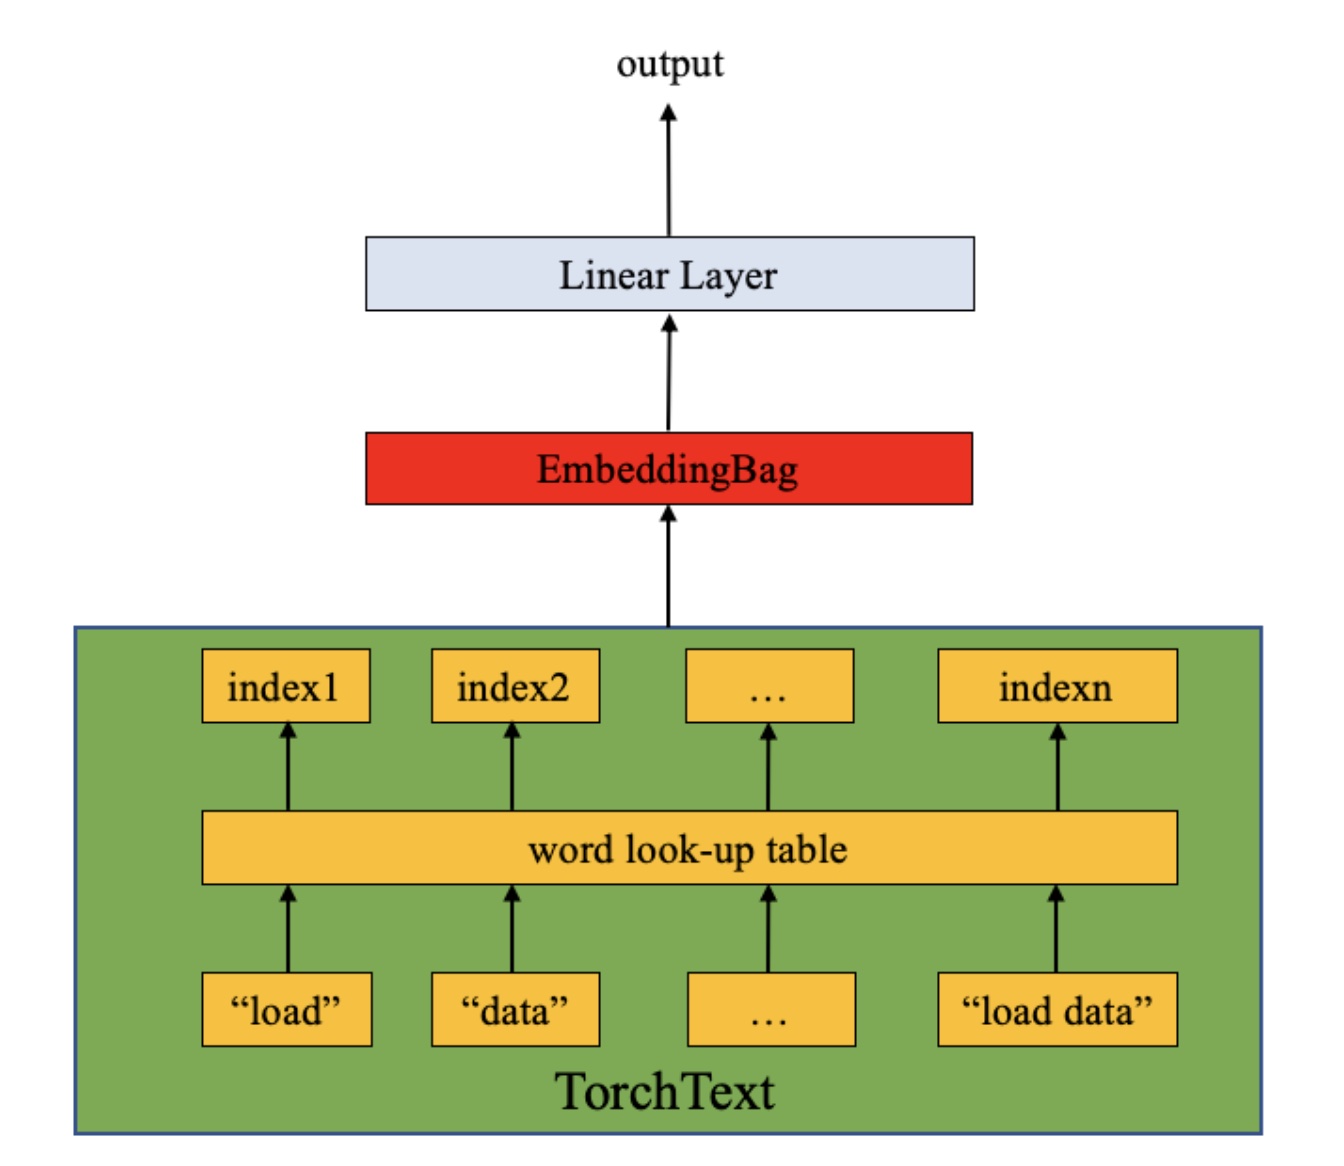 output
Linear Layer
EmbeddingBag
index1 index2 … indexn
word look-up table
“load” “data” … “load data”
TorchText